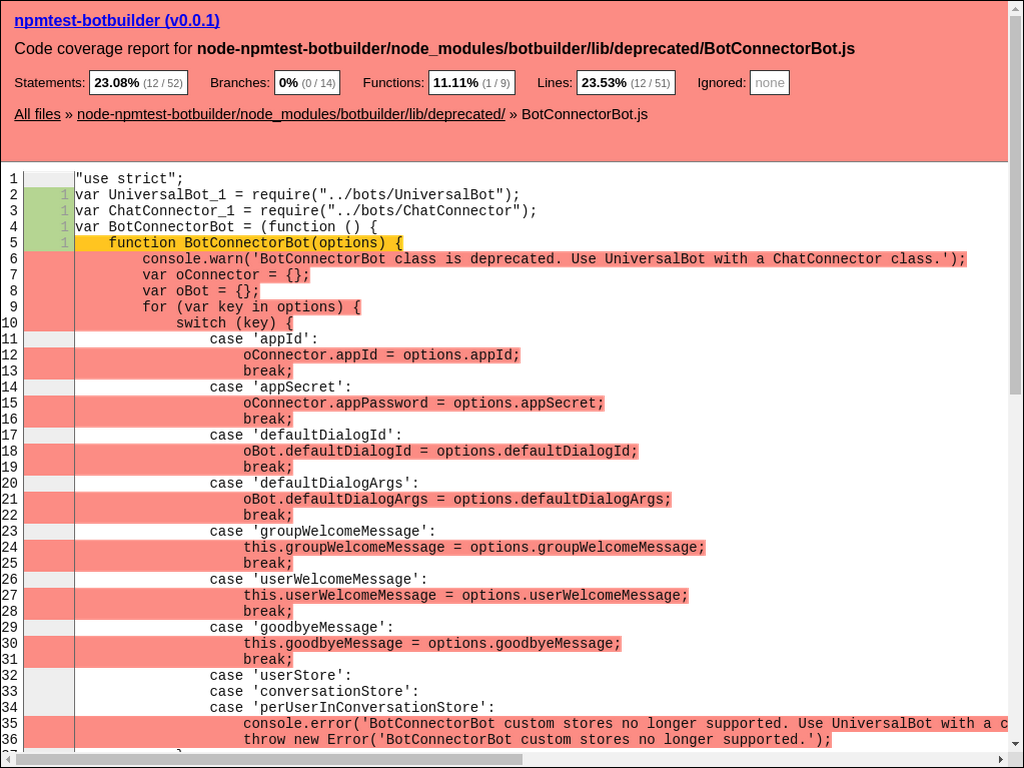 npmtest-botbuilder (v0.0.1)
Code coverage report for node-npmtest-botbuilder/node_modules/botbuilder/lib/deprecated/BotConnectorBot.js
Statements: 23.08% (12 / 52) Branches: 0% (0 / 14) Functions: 11.11% (1 / 9) Lines: 23.53% (12 / 51) Ignored: none
All files » node-npmtest-botbuilder/node_modules/botbuilder/lib/deprecated/ » BotConnectorBot.js
1 "use strict";
2 1 var UniversalBot_1 = require("../bots/UniversalBot");
3 1 var ChatConnector_1 = require("../bots/ChatConnector");
4 1 var BotConnectorBot = (function () {
5 1 function BotConnectorBot(options) {
6 console.warn('BotConnectorBot class is deprecated. Use UniversalBot with a ChatConnector class.');
7 var oConnector = {};
8 var oBot = {};
9 for (var key in options) {
10 switch (key) {
11 case 'appId':
12 oConnector.appId = options.appId;
13 break;
14 case 'appSecret':
15 oConnector.appPassword = options.appSecret;
16 break;
17 case 'defaultDialogId':
18 oBot.defaultDialogId = options.defaultDialogId;
19 break;
20 case 'defaultDialogArgs':
21 oBot.defaultDialogArgs = options.defaultDialogArgs;
22 break;
23 case 'groupWelcomeMessage':
24 this.groupWelcomeMessage = options.groupWelcomeMessage;
25 break;
26 case 'userWelcomeMessage':
27 this.userWelcomeMessage = options.userWelcomeMessage;
28 break;
29 case 'goodbyeMessage':
30 this.goodbyeMessage = options.goodbyeMessage;
31 break;
32 case 'userStore':
33 case 'conversationStore':
34 case 'perUserInConversationStore':
35 console.error('BotConnectorBot custom stores no longer supported. Use UniversalBot with a c
36 throw new Error('BotConnectorBot custom stores no longer supported.');